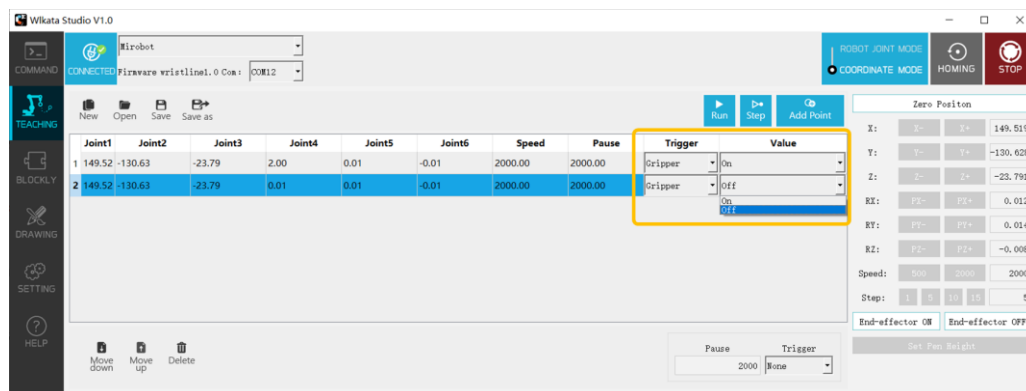 Wlkata Studio V1.0
COMMAND
CONNECTED
Mirobot
Firmware wristline1.0 Com: COM12
ROBOT JOINT MODE
COORDINATE MODE
HOMING
STOP
TEACHING
New Open Save Save as
Run Step Add Point
Zero Positon
Joint1 Joint2 Joint3 Joint4 Joint5 Joint6 Speed Pause Trigger Value
1 149.52 -130.63 -23.79 2.00 0.01 -0.01 2000.00 2000.00 Gripper On
2 149.52 -130.63 -23.79 0.01 0.01 -0.01 2000.00 2000.00 Gripper Off
On
Off
X: X- X+ 149.519
Y: Y- Y+ -130.628
Z: Z- Z+ -23.791
RX: PX- PX+ 0.012
RY: PY- PY+ 0.014
RZ: PZ- PZ+ -0.008
Speed: 500 2000 2000
Step: 1 5 10 15 5
End-effector ON End-effector OFF
Set Pen Height
BLOCKLY
DRAWING
SETTING
HELP
Move down
Move up
Delete
Pause Trigger
2000 None